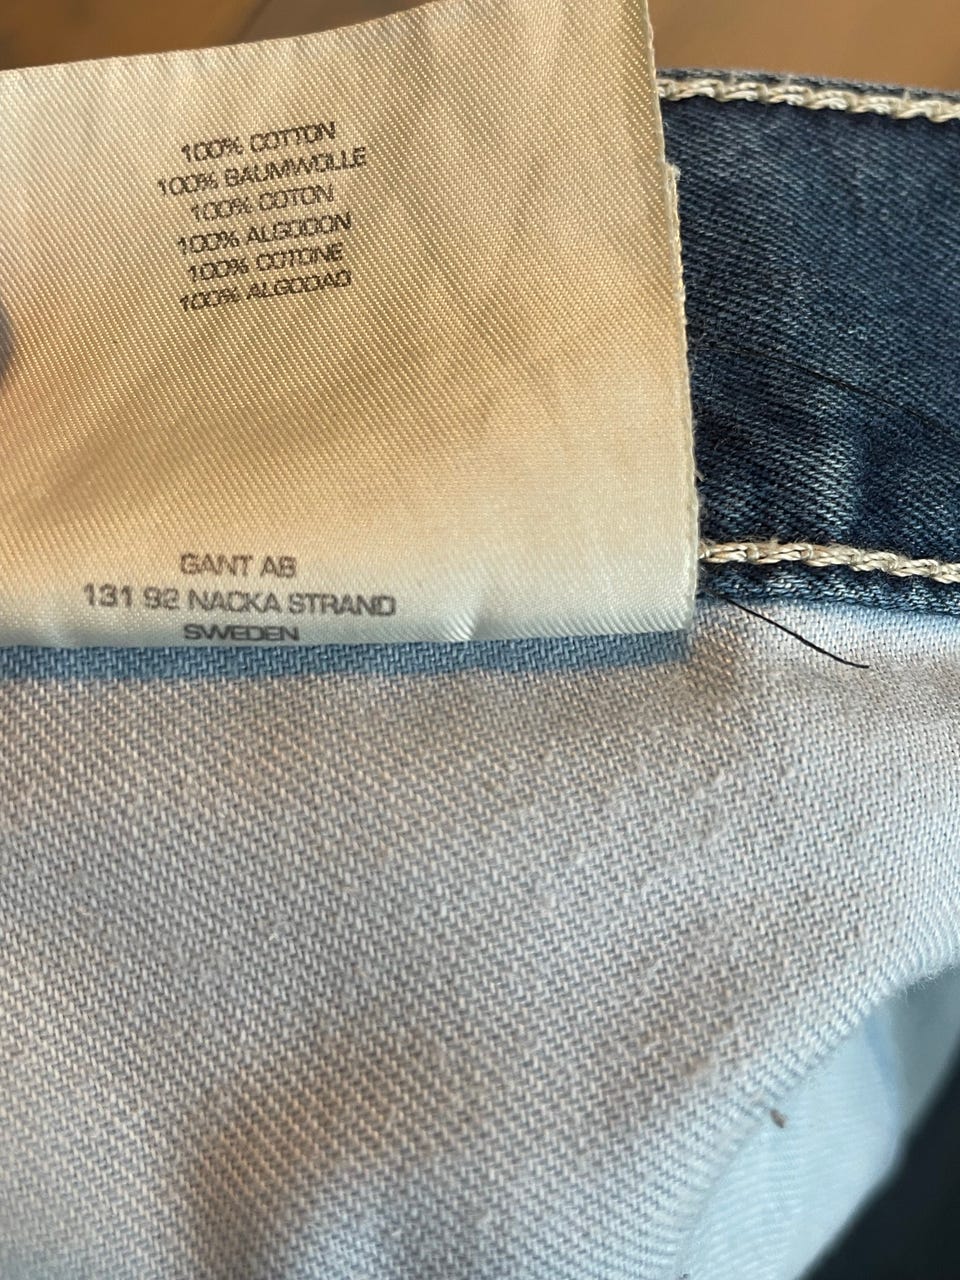 100% COTTON
100% BAUMWOLLE
100% COTON
100% ALGODON
100% COTONE
100% ALGODAO
GANT AB
131 92 NACKA STRAND
SWEDEN